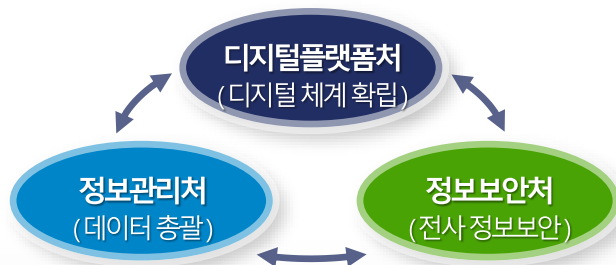 디지털플랫폼처
(디지털 체계 확립)
정보관리처
(데이터 총괄)
정보보안처
(전사 정보보안)